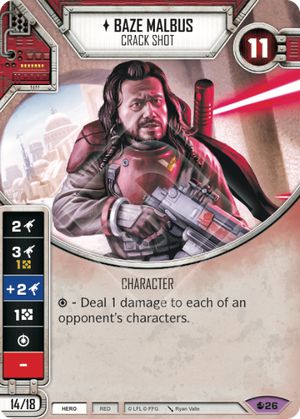 BAZE MALBUS
CRACK SHOT
11
2
3
1
+2
1
-
CHARACTER
- Deal 1 damage to each of an
opponent's characters.
14/18
HERO
RED
© LFL © FFG
Ryan Valle
26